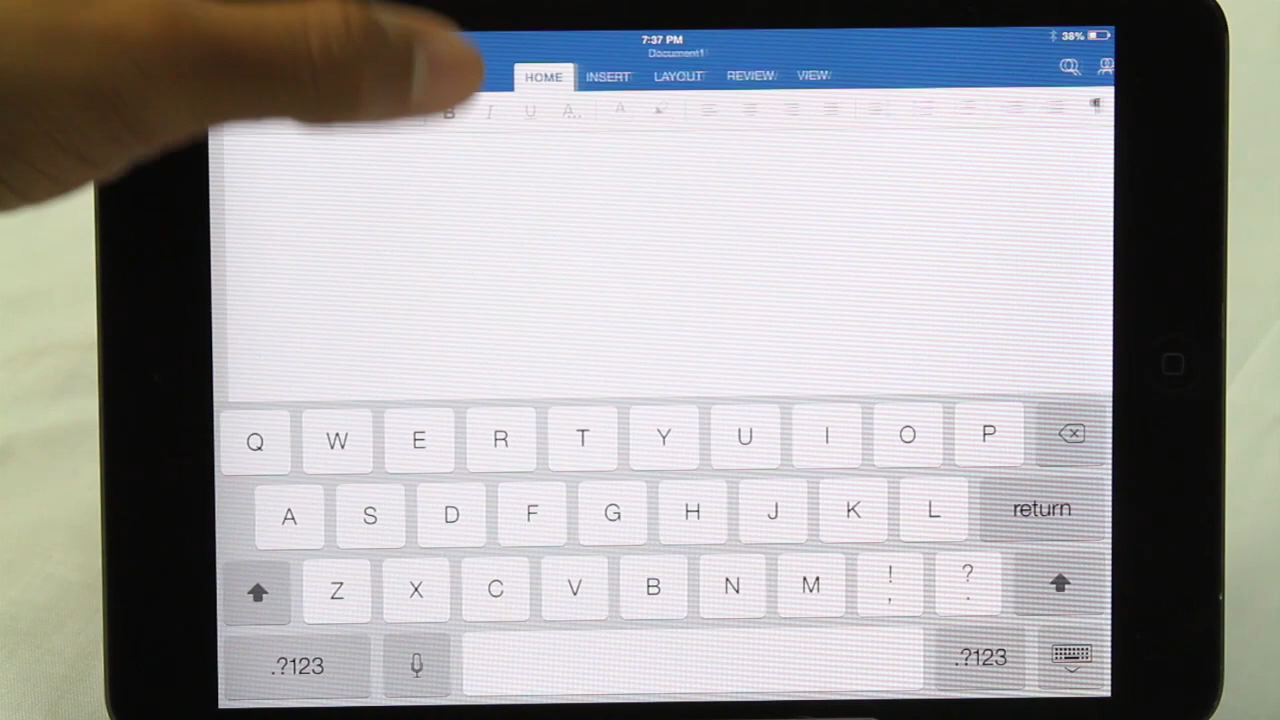 7:37 PM
38%
Document1
HOME INSERT LAYOUT REVIEW VIEW
B I U A... A ¶
Q W E R T Y U I O P
A S D F G H J K L return
Z X C V B N M ! , ? .
.?123 .?123